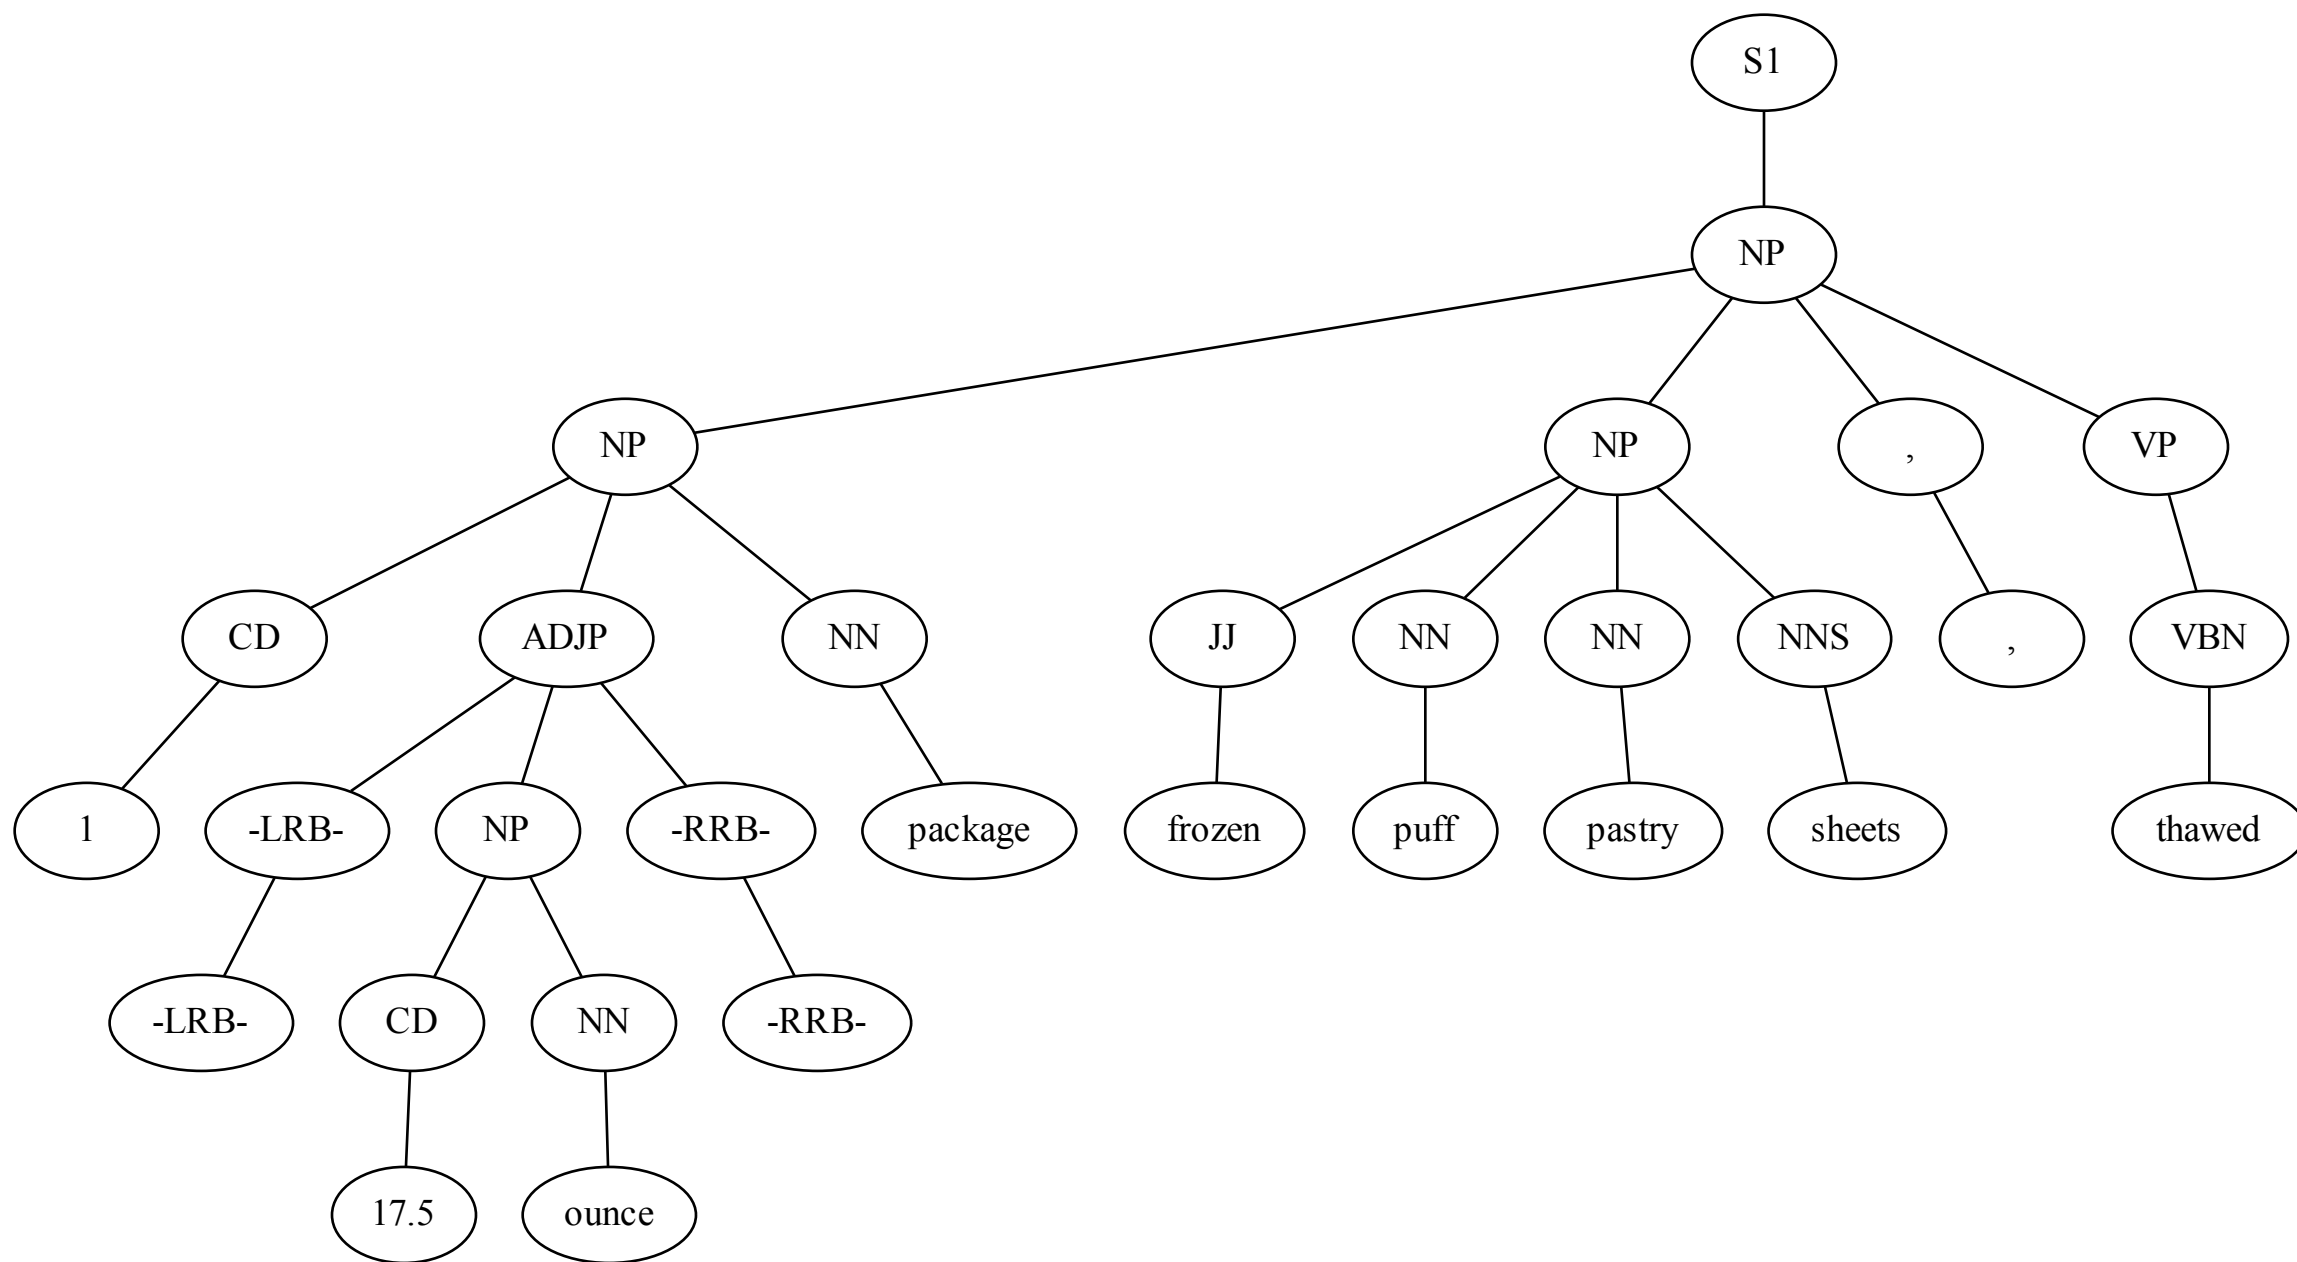 S1
NP
NP NP , VP
CD ADJP NN JJ NN NN NNS , VBN
1 -LRB- NP -RRB- package frozen puff pastry sheets thawed
-LRB- CD NN -RRB-
17.5 ounce